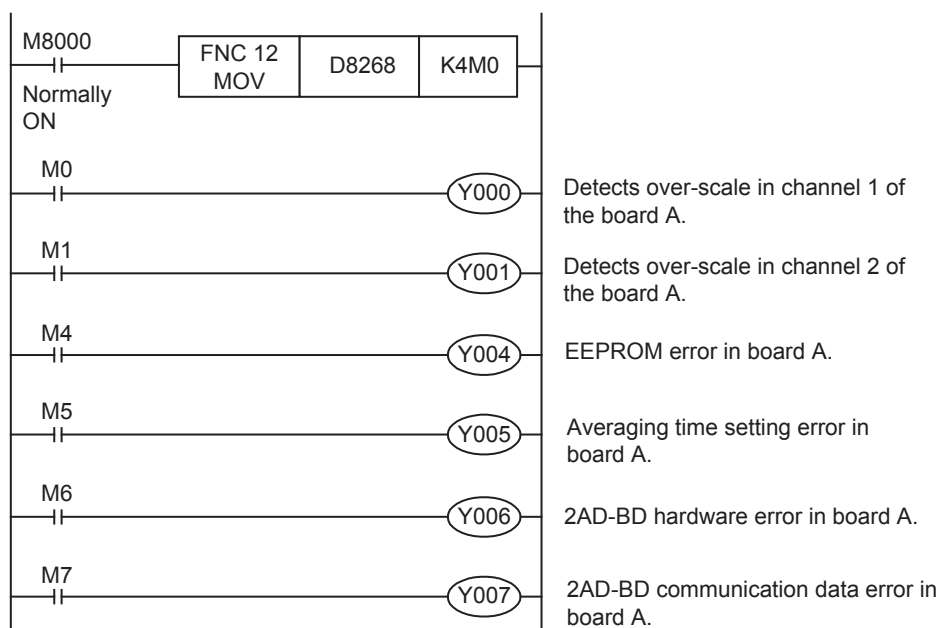 M8000
FNC 12
MOV
D8268
K4M0
Normally
ON
M0
Y000
Detects over-scale in channel 1 of
the board A.
M1
Y001
Detects over-scale in channel 2 of
the board A.
M4
Y004
EEPROM error in board A.
M5
Y005
Averaging time setting error in
board A.
M6
Y006
2AD-BD hardware error in board A.
M7
Y007
2AD-BD communication data error in
board A.